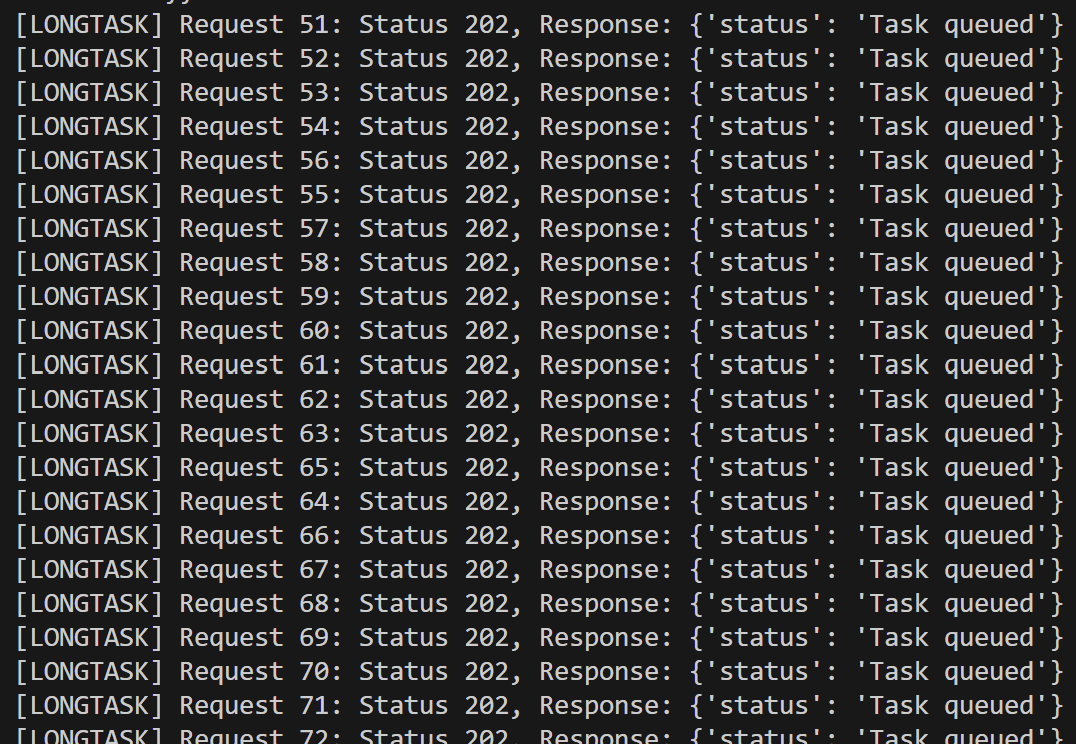 [LONGTASK] Request 51: Status 202, Response: {'status': 'Task queued'}
[LONGTASK] Request 52: Status 202, Response: {'status': 'Task queued'}
[LONGTASK] Request 53: Status 202, Response: {'status': 'Task queued'}
[LONGTASK] Request 54: Status 202, Response: {'status': 'Task queued'}
[LONGTASK] Request 56: Status 202, Response: {'status': 'Task queued'}
[LONGTASK] Request 55: Status 202, Response: {'status': 'Task queued'}
[LONGTASK] Request 57: Status 202, Response: {'status': 'Task queued'}
[LONGTASK] Request 58: Status 202, Response: {'status': 'Task queued'}
[LONGTASK] Request 59: Status 202, Response: {'status': 'Task queued'}
[LONGTASK] Request 60: Status 202, Response: {'status': 'Task queued'}
[LONGTASK] Request 61: Status 202, Response: {'status': 'Task queued'}
[LONGTASK] Request 62: Status 202, Response: {'status': 'Task queued'}
[LONGTASK] Request 63: Status 202, Response: {'status': 'Task queued'}
[LONGTASK] Request 65: Status 202, Response: {'status': 'Task queued'}
[LONGTASK] Request 64: Status 202, Response: {'status': 'Task queued'}
[LONGTASK] Request 66: Status 202, Response: {'status': 'Task queued'}
[LONGTASK] Request 67: Status 202, Response: {'status': 'Task queued'}
[LONGTASK] Request 68: Status 202, Response: {'status': 'Task queued'}
[LONGTASK] Request 69: Status 202, Response: {'status': 'Task queued'}
[LONGTASK] Request 70: Status 202, Response: {'status': 'Task queued'}
[LONGTASK] Request 71: Status 202, Response: {'status': 'Task queued'}
[LONGTASK] Request 72: Status 202, Response: {'status': 'Task queued'}